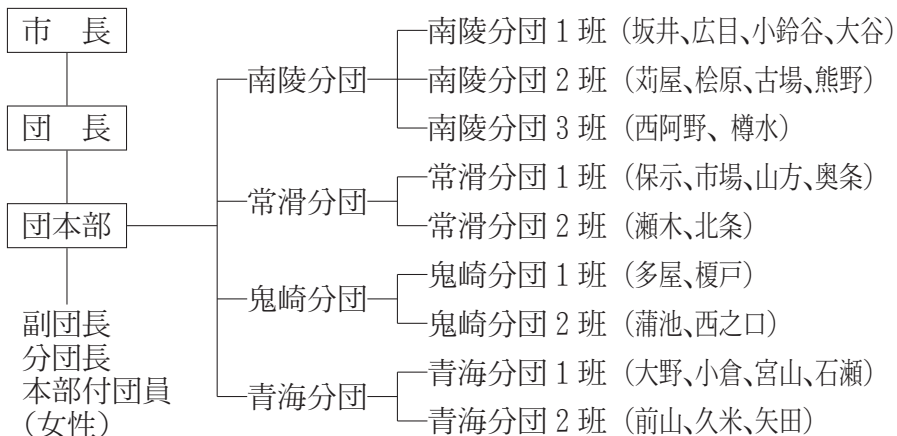 市　長
団　長
団本部
副団長
分団長
本部付団員
（女性）
南陵分団
南陵分団 1 班（坂井、広目、小鈴谷、大谷）
南陵分団 2 班（苅屋、桧原、古場、熊野）
南陵分団 3 班（西阿野、樽水）
常滑分団
常滑分団 1 班（保示、市場、山方、奥条）
常滑分団 2 班（瀬木、北条）
鬼崎分団
鬼崎分団 1 班（多屋、榎戸）
鬼崎分団 2 班（蒲池、西之口）
青海分団
青海分団 1 班（大野、小倉、宮山、石瀬）
青海分団 2 班（前山、久米、矢田）